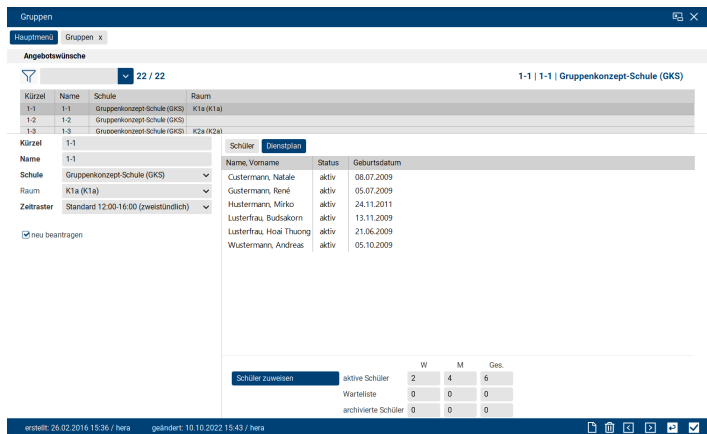 Gruppen
Hauptmenü Gruppen x
Angebotswünsche
22 / 22 1-1 | 1-1 | Gruppenkonzept-Schule (GKS)
Kürzel Name Schule Raum
1-1 1-1 Gruppenkonzept-Schule (GKS) K1a (K1a)
1-2 1-2 Gruppenkonzept-Schule (GKS)
1-3 1-3 Gruppenkonzept-Schule (GKS) K2a (K2a)
Kürzel 1-1
Name 1-1
Schule Gruppenkonzept-Schule (GKS)
Raum K1a (K1a)
Zeitraster Standard 12:00-16:00 (zweistündlich)
neu beantragen
Schüler Dienstplan
Name, Vorname Status Geburtsdatum
Custermann, Natale aktiv 08.07.2009
Gustermann, René aktiv 05.07.2009
Hustermann, Mirko aktiv 24.11.2011
Lusterfrau, Budsakorn aktiv 13.11.2009
Lusterfrau, Hoai Thuong aktiv 21.06.2009
Wustermann, Andreas aktiv 05.10.2009
W M Ges.
Schüler zuweisen aktive Schüler 2 4 6
Warteliste 0 0 0
archivierte Schüler 0 0 0
erstellt: 26.02.2016 15:36 / hera geändert: 10.10.2022 15:43 / hera